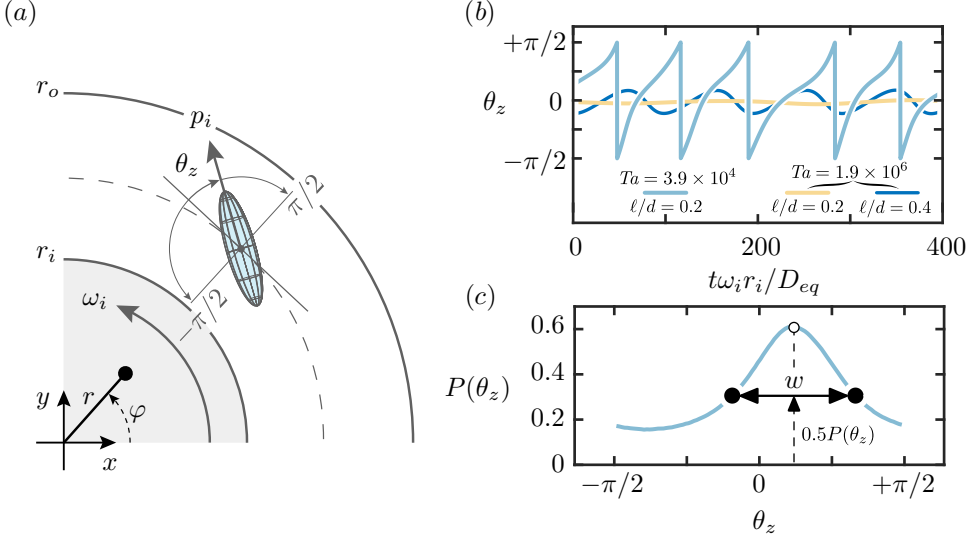 (a)
r_o
p_i
θ_z
π/2
r_i
−π/2
ω_i
r
φ
y
x
(b)
+π/2
θ_z
0
−π/2
Ta = 3.9 × 10^4
ℓ/d = 0.2
Ta = 1.9 × 10^6
ℓ/d = 0.2 ℓ/d = 0.4
0 200 400
tω_i r_i/D_eq
(c)
0.6
0.4
P(θ_z)
0.2
0
w
0.5P(θ_z)
−π/2 0 +π/2
θ_z